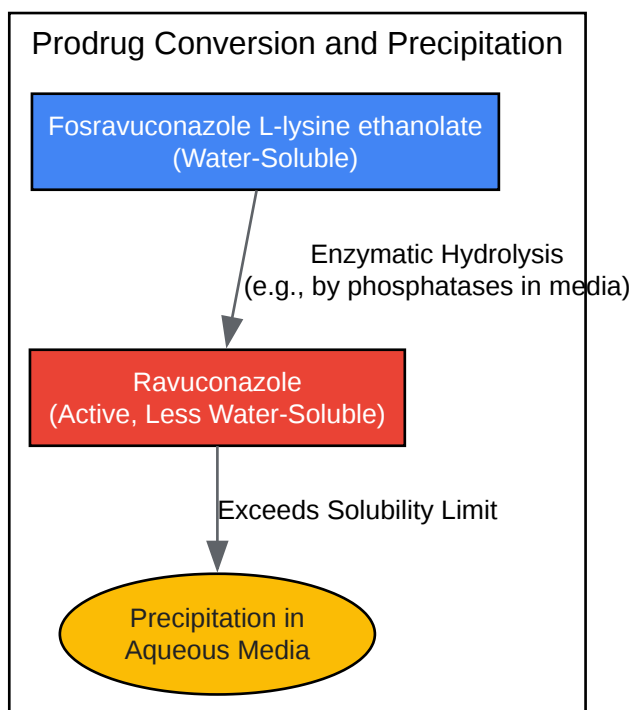 Prodrug Conversion and Precipitation
Fosravuconazole L-lysine ethanolate
(Water-Soluble)
Enzymatic Hydrolysis
(e.g., by phosphatases in media)
Ravuconazole
(Active, Less Water-Soluble)
Exceeds Solubility Limit
Precipitation in
Aqueous Media